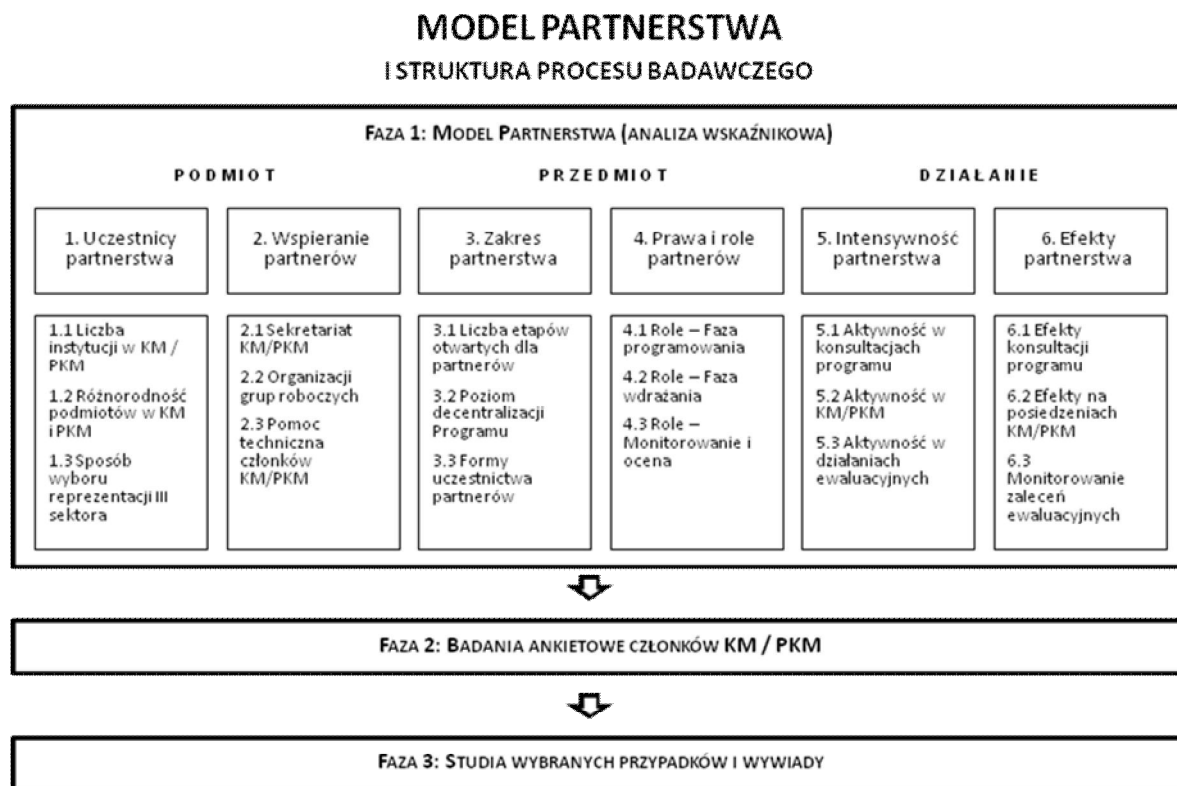 MODEL PARTNERSTWA
I STRUKTURA PROCESU BADAWCZEGO
FAZA 1: MODEL PARTNERSTWA (ANALIZA WSKAŹNIKOWA)
PODMIOT
PRZEDMIOT
DZIAŁANIE
1. Uczestnicy
partnerstwa
2. Wspieranie
partnerów
3. Zakres
partnerstwa
4. Prawa i role
partnerów
5. Intensywność
partnerstwa
6. Efekty
partnerstwa
1.1 Liczba
instytucji w KM /
PKM
1.2 Różnorodność
podmiotów w KM
i PKM
1.3 Sposób
wyboru
reprezentacji III
sektora
2.1 Sekretariat
KM/PKM
2.2 Organizacji
grup roboczych
2.3 Pomoc
techniczna
członków
KM/PKM
3.1 Liczba etapów
otwartych dla
partnerów
3.2 Poziom
decentralizacji
Programu
3.3 Formy
uczestnictwa
partnerów
4.1 Role – Faza
programowania
4.2 Role – Faza
wdrażania
4.3 Role –
Monitorowanie i
ocena
5.1 Aktywność w
konsultacjach
programu
5.2 Aktywność w
KM/PKM
5.3 Aktywność w
działaniach
ewaluacyjnych
6.1 Efekty
konsultacji
programu
6.2 Efekty na
posiedzeniach
KM/PKM
6.3
Monitorowanie
zaleceń
ewaluacyjnych
FAZA 2: BADANIA ANKIETOWE CZŁONKÓW KM / PKM
FAZA 3: STUDIA WYBRANYCH PRZYPADKÓW I WYWIADY